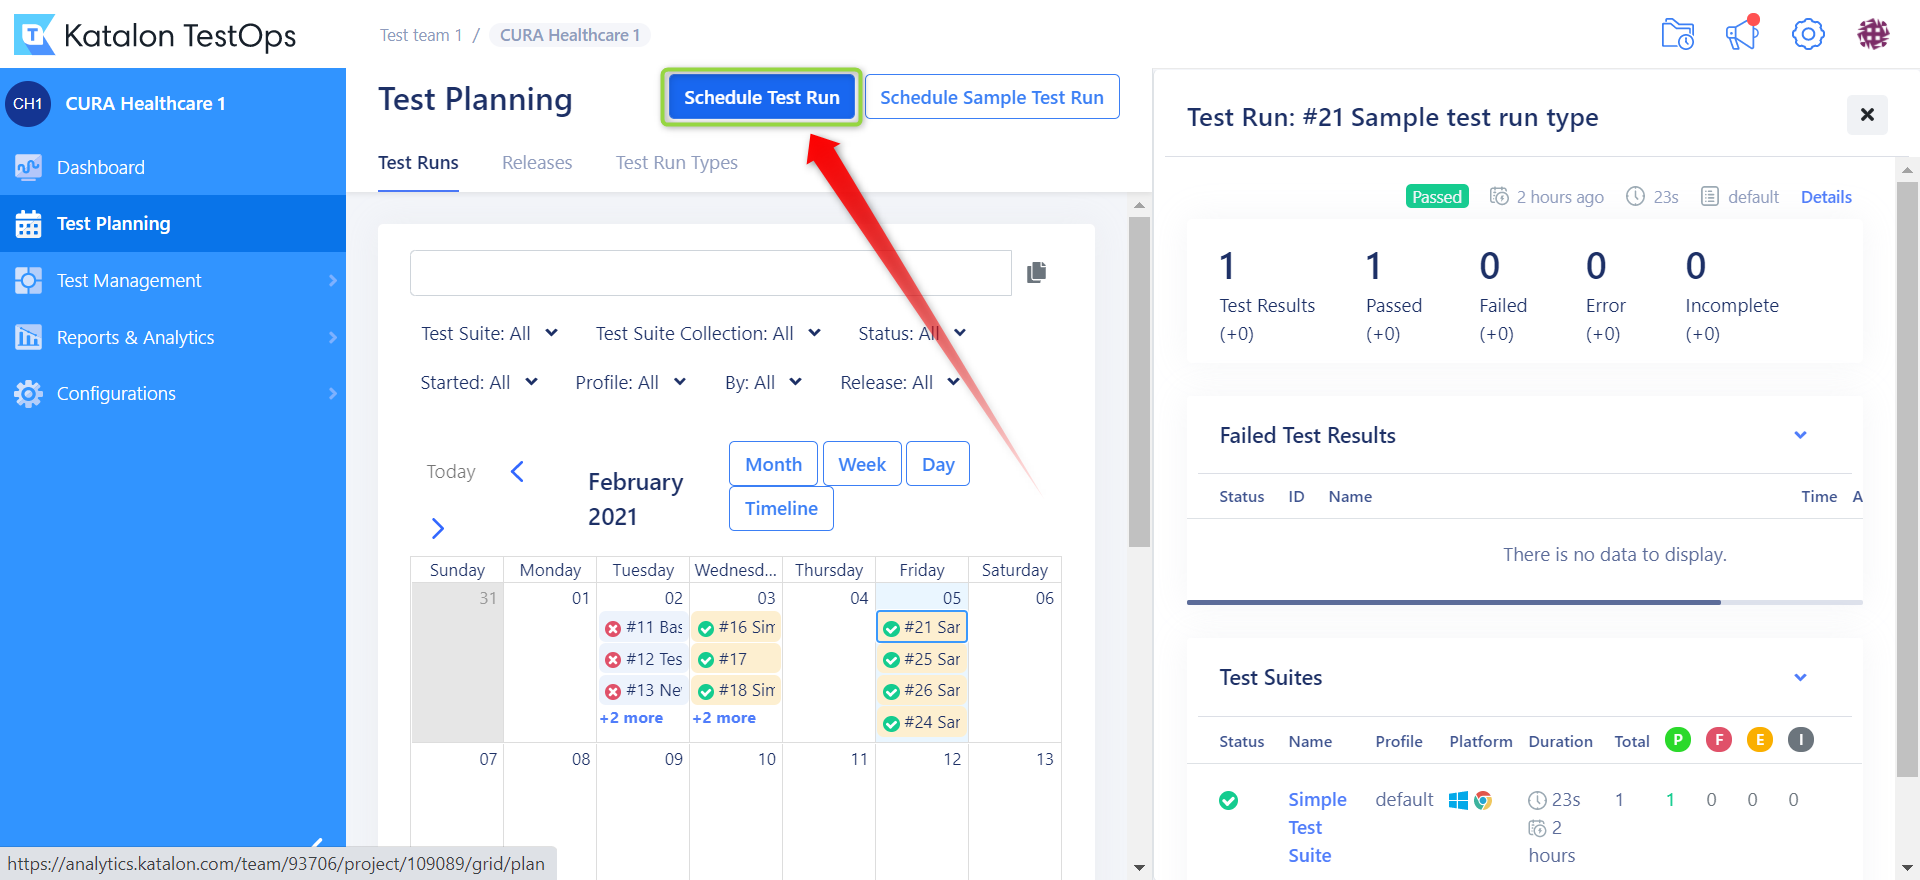 Katalon TestOps
Test team 1 / CURA Healthcare 1
CH1 CURA Healthcare 1
Dashboard
Test Planning
Test Management
Reports & Analytics
Configurations
https://analytics.katalon.com/team/93706/project/109089/grid/plan
Test Planning
Schedule Test Run
Schedule Sample Test Run
Test Runs Releases Test Run Types
Test Suite: All Test Suite Collection: All Status: All
Started: All Profile: All By: All Release: All
Today
February
2021
Month Week Day
Timeline
Sunday Monday Tuesday Wednesd... Thursday Friday Saturday
31 01 02 03 04 05 06
#11 Bas #16 Sim #21 Sar
#12 Tes #17 #25 Sar
#13 Nev #18 Sim #26 Sar
+2 more +2 more #24 Sar
07 08 09 10 11 12 13
Test Run: #21 Sample test run type
Passed 2 hours ago 23s default Details
1 1 0 0 0
Test Results Passed Failed Error Incomplete
(+0) (+0) (+0) (+0) (+0)
Failed Test Results
Status ID Name Time A
There is no data to display.
Test Suites
Status Name Profile Platform Duration Total P F E I
Simple default 23s 1 1 0 0 0
Test 2
Suite hours